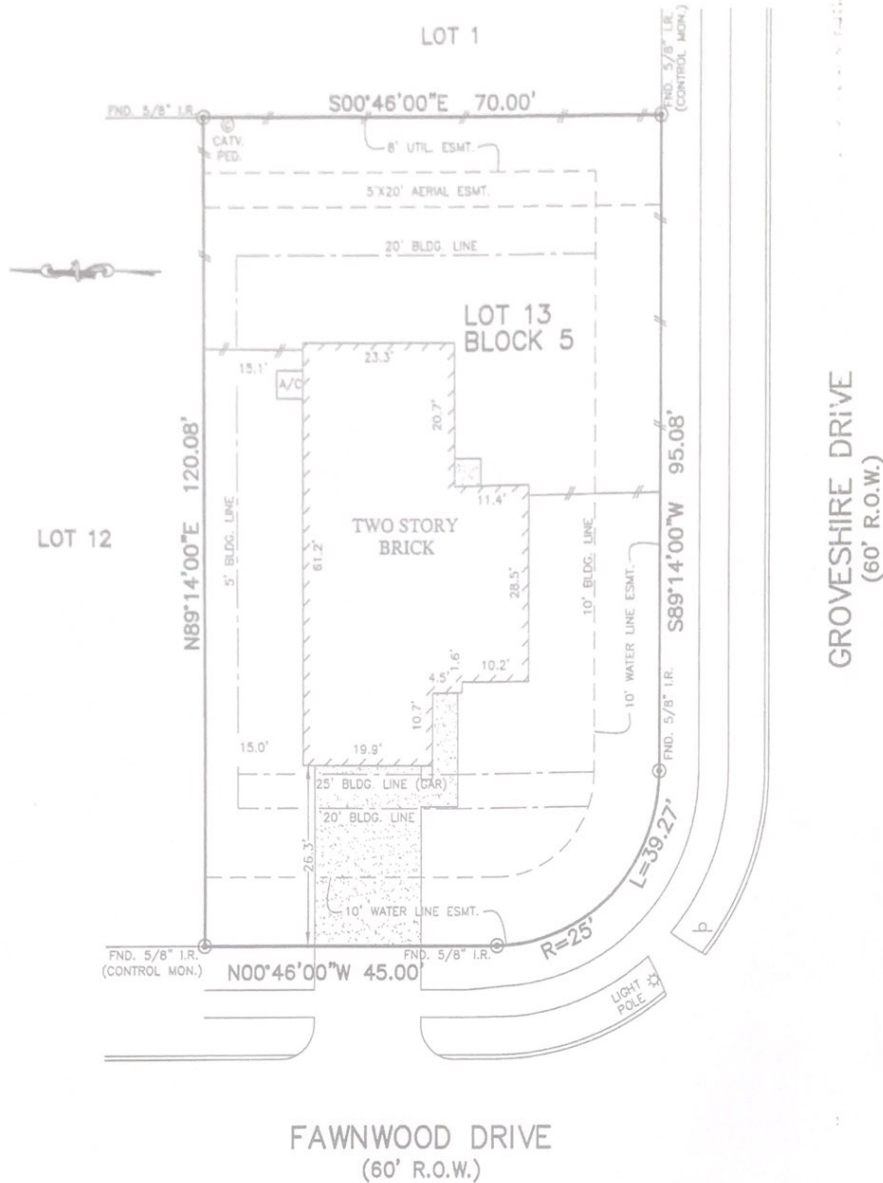 LOT 1
S00°46'00"E 70.00'
FND. 5/8" I.R.
FND. 5/8" I.R.
(CONTROL MON.)
CATV.
PED.
8' UTIL. ESMT.
5'X20' AERIAL ESMT.
20' BLDG. LINE
LOT 13
BLOCK 5
15.1'
A/C
23.3'
20.7'
11.4'
N89°14'00"E 120.08'
LOT 12
5' BLDG. LINE
61.2'
TWO STORY
BRICK
28.5'
10' BLDG. LINE
10' WATER LINE ESMT.
S89°14'00"W 95.08'
GROVESHIRE DRIVE
(60' R.O.W.)
1.6'
4.5'
10.2'
10.7'
15.0'
19.9'
25' BLDG. LINE (GAR)
20' BLDG. LINE
26.3'
FND. 5/8" I.R.
10' WATER LINE ESMT.
L=39.27'
R=25'
FND. 5/8" I.R.
(CONTROL MON.)
FND. 5/8" I.R.
N00°46'00"W 45.00'
LIGHT
POLE
FAWNWOOD DRIVE
(60' R.O.W.)